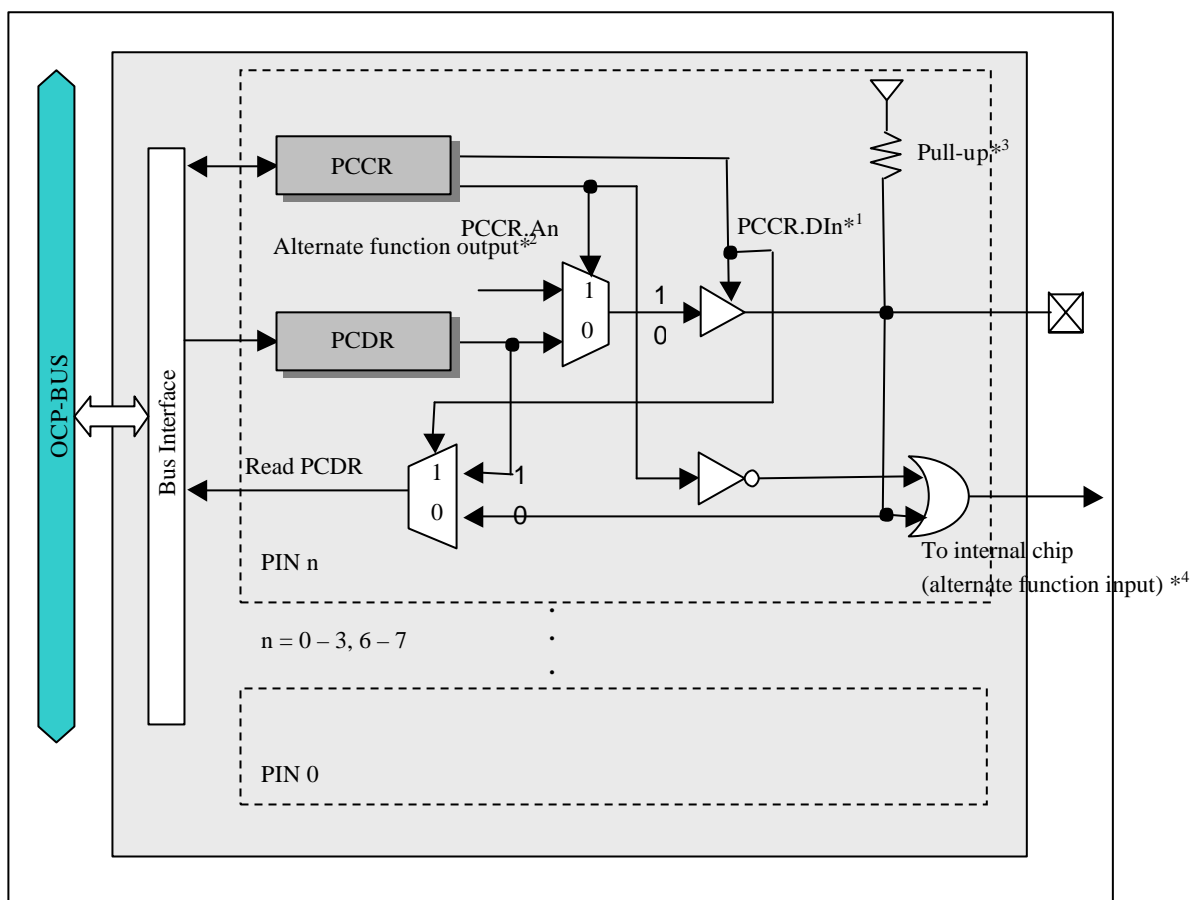 PCCR
Pull-up*3
PCCR.An
PCCR.DIn*1
Alternate function output*2
1
0
1
0
PCDR
OCP-BUS
Bus Interface
Read PCDR
1
0
1
0
To internal chip
(alternate function input) *4
PIN n
n = 0 – 3, 6 – 7
.
.
.
PIN 0